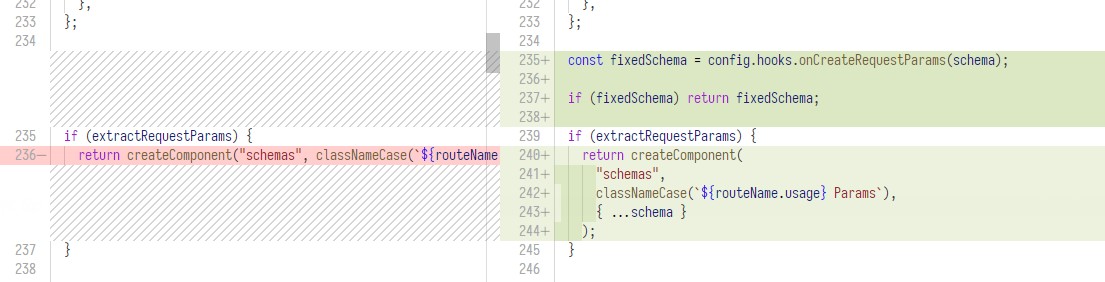 232 },
233 };
234
235 if (extractRequestParams) {
236— return createComponent("schemas", classNameCase(`${routeName
237 }
238
232 },
233 };
234
235+ const fixedSchema = config.hooks.onCreateRequestParams(schema);
236+
237+ if (fixedSchema) return fixedSchema;
238+
239 if (extractRequestParams) {
240+ return createComponent(
241+ "schemas",
242+ classNameCase(`${routeName.usage} Params`),
243+ { ...schema }
244+ );
245 }
246